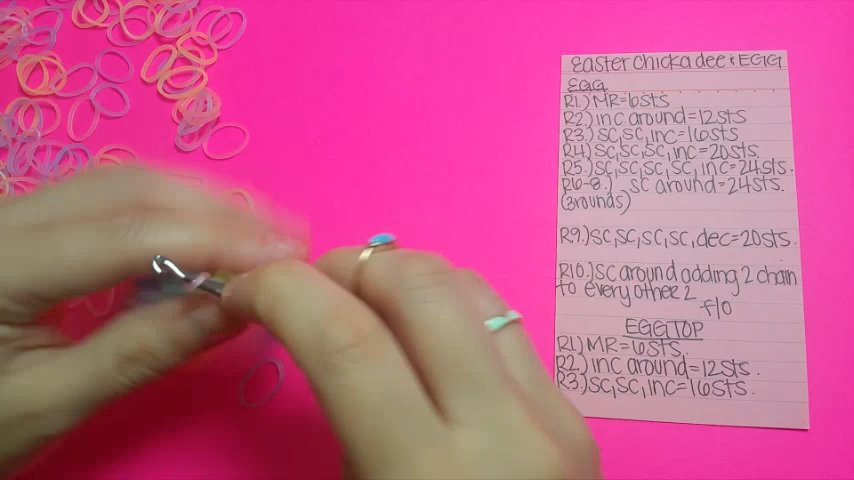 Easter chickadee & EGG
EGG
R1.) MR=6sts
R2.) inc around=12sts
R3.) sc,sc,inc=16sts
R4.) sc,sc,sc,inc=20sts.
R5.) sc,sc,sc,sc,inc=24sts.
R6-8.) sc around=24sts.
(3rounds)
R9.) sc,sc,sc,sc,dec=20sts.
R10.) sc around adding 2 chain
to every other 2
f/o
EGG TOP
R1.) MR=6sts.
R2.) inc around=12sts.
R3.) sc,sc,inc=16sts.